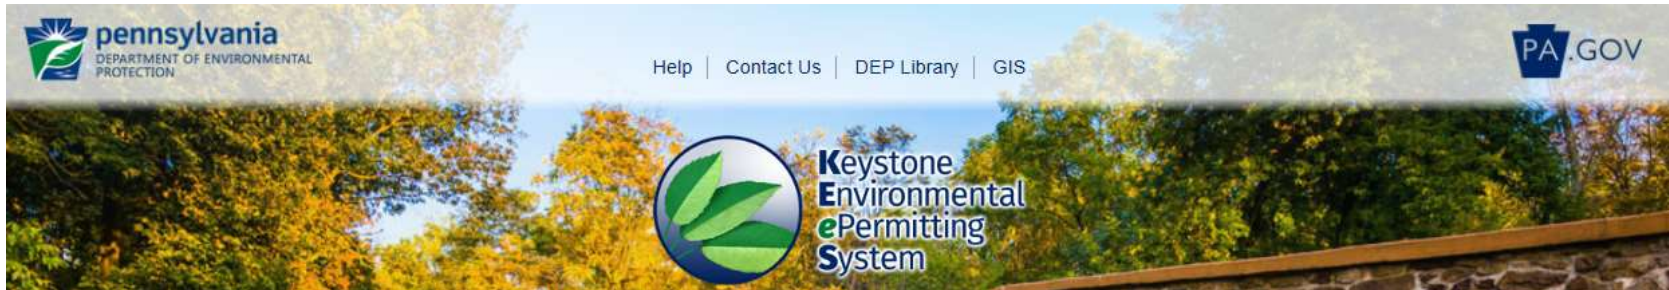 pennsylvania
DEPARTMENT OF ENVIRONMENTAL
PROTECTION
Help | Contact Us | DEP Library | GIS
PA.GOV
Keystone
Environmental
ePermitting
System